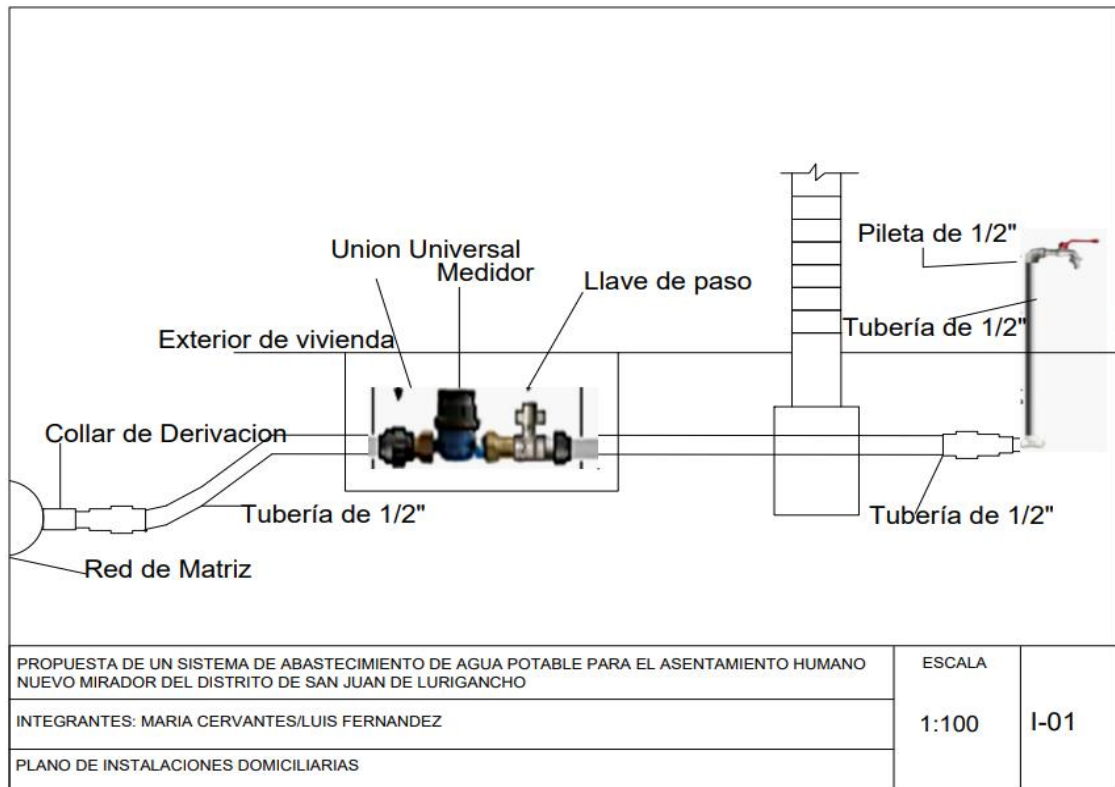 Union Universal
Medidor
Llave de paso
Pileta de 1/2"
Tubería de 1/2"
Exterior de vivienda
Collar de Derivacion
Tubería de 1/2"
Tubería de 1/2"
Red de Matriz
PROPUESTA DE UN SISTEMA DE ABASTECIMIENTO DE AGUA POTABLE PARA EL ASENTAMIENTO HUMANO
NUEVO MIRADOR DEL DISTRITO DE SAN JUAN DE LURIGANCHO
INTEGRANTES: MARIA CERVANTES/LUIS FERNANDEZ
PLANO DE INSTALACIONES DOMICILIARIAS
ESCALA
1:100
I-01